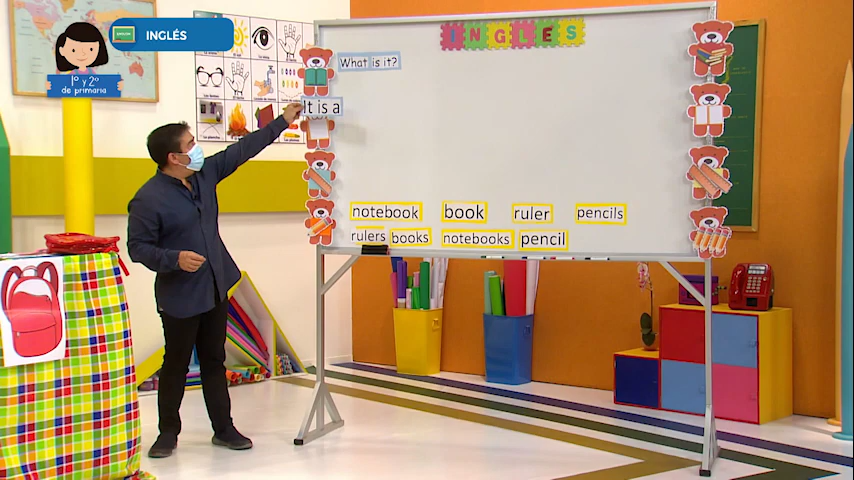 INGLÉS
1º y 2º
de primaria
INGLES
What is it?
It is a
notebook book ruler pencils
rulers books notebooks pencil